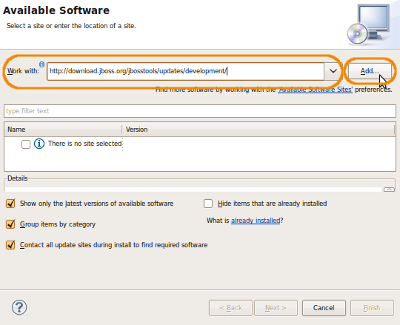 Available Software
Select a site or enter the location of a site.
Work with: http://download.jboss.org/jbosstools/updates/development/ Add...
Find more software by working with the 'Available Software Sites' preferences.
type filter text
Name Version
There is no site selected
Details
Show only the latest versions of available software
Hide items that are already installed
Group items by category
What is already installed?
Contact all update sites during install to find required software
? < Back Next > Cancel Finish